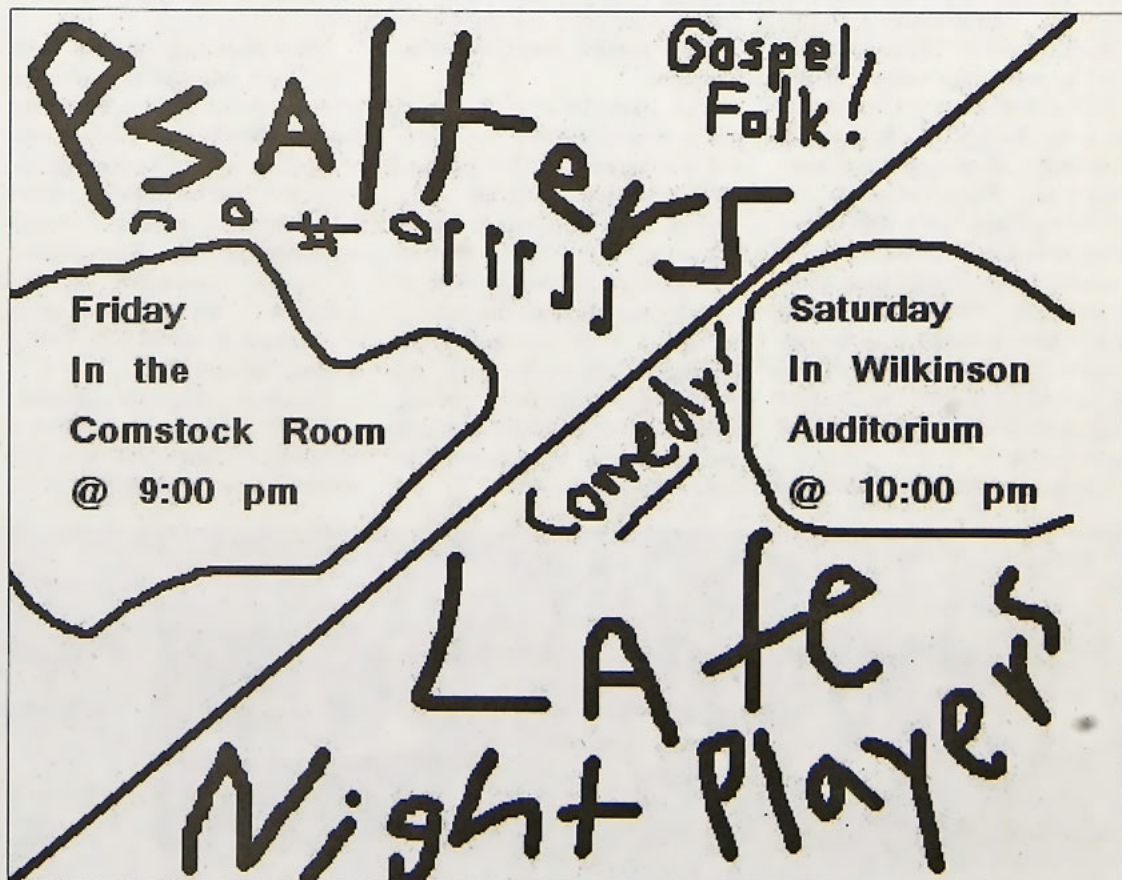 Psalters
Gospel,
Folk!
Friday
In the
Comstock Room
@ 9:00 pm
Comedy!
Saturday
In Wilkinson
Auditorium
@ 10:00 pm
LAte
Night Players